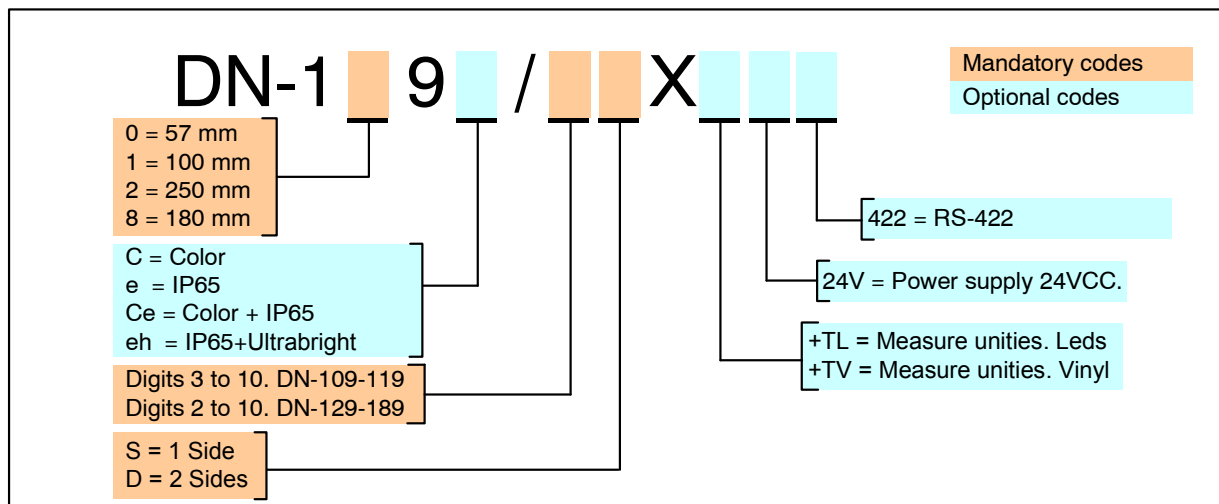 DN-1 9 / X
Mandatory codes
Optional codes
0 = 57 mm
1 = 100 mm
2 = 250 mm
8 = 180 mm
C = Color
e = IP65
Ce = Color + IP65
eh = IP65+Ultrabright
Digits 3 to 10. DN-109-119
Digits 2 to 10. DN-129-189
S = 1 Side
D = 2 Sides
422 = RS-422
24V = Power supply 24VCC.
+TL = Measure unities. Leds
+TV = Measure unities. Vinyl